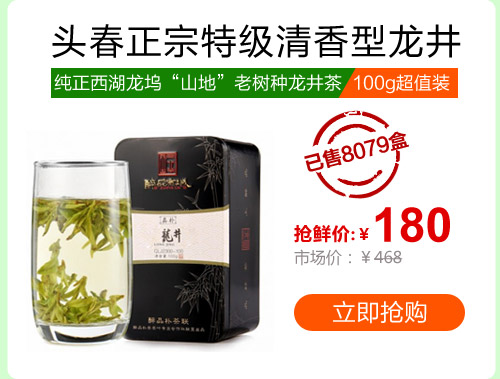 头春正宗特级清香型龙井
纯正西湖龙坞“山地”老树种龙井茶 100g超值装
已售8079盒
抢鲜价:¥180
市场价：¥468
立即抢购
[品朴]
龍井